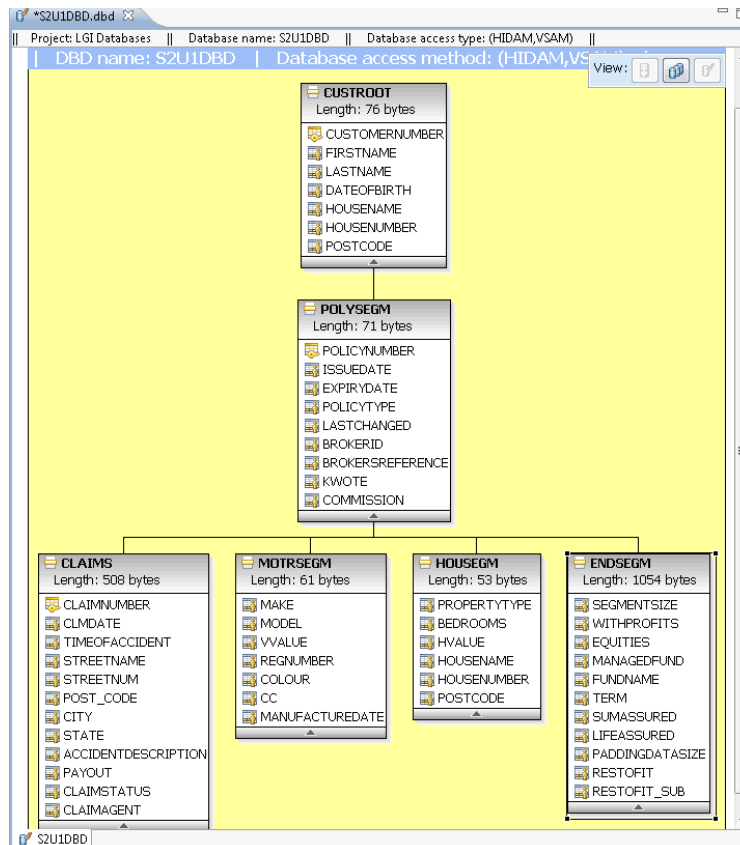 *S2U1DBD.dbd
|| Project: LGI Databases || Database name: S2U1DBD || Database access type: (HIDAM,VSAM) ||
| DBD name: S2U1DBD | Database access method: (HIDAM,VS
View:
CUSTROOT
Length: 76 bytes
CUSTOMERNUMBER
FIRSTNAME
LASTNAME
DATEOFBIRTH
HOUSENAME
HOUSENUMBER
POSTCODE
POLYSEGM
Length: 71 bytes
POLICYNUMBER
ISSUEDATE
EXPIRYDATE
POLICYTYPE
LASTCHANGED
BROKERID
BROKERSREFERENCE
KWOTE
COMMISSION
CLAIMS
Length: 508 bytes
CLAIMNUMBER
CLMDATE
TIMEOFACCIDENT
STREETNAME
STREETNUM
POST_CODE
CITY
STATE
ACCIDENTDESCRIPTION
PAYOUT
CLAIMSTATUS
CLAIMAGENT
MOTRSEGM
Length: 61 bytes
MAKE
MODEL
VVALUE
REGNUMBER
COLOUR
CC
MANUFACTUREDATE
HOUSEGM
Length: 53 bytes
PROPERTYTYPE
BEDROOMS
HVALUE
HOUSENAME
HOUSENUMBER
POSTCODE
ENDSEGM
Length: 1054 bytes
SEGMENTSIZE
WITHPROFITS
EQUITIES
MANAGEDFUND
FUNDNAME
TERM
SUMASSURED
LIFEASSURED
PADDINGDATASIZE
RESTOFIT
RESTOFIT_SUB
S2U1DBD